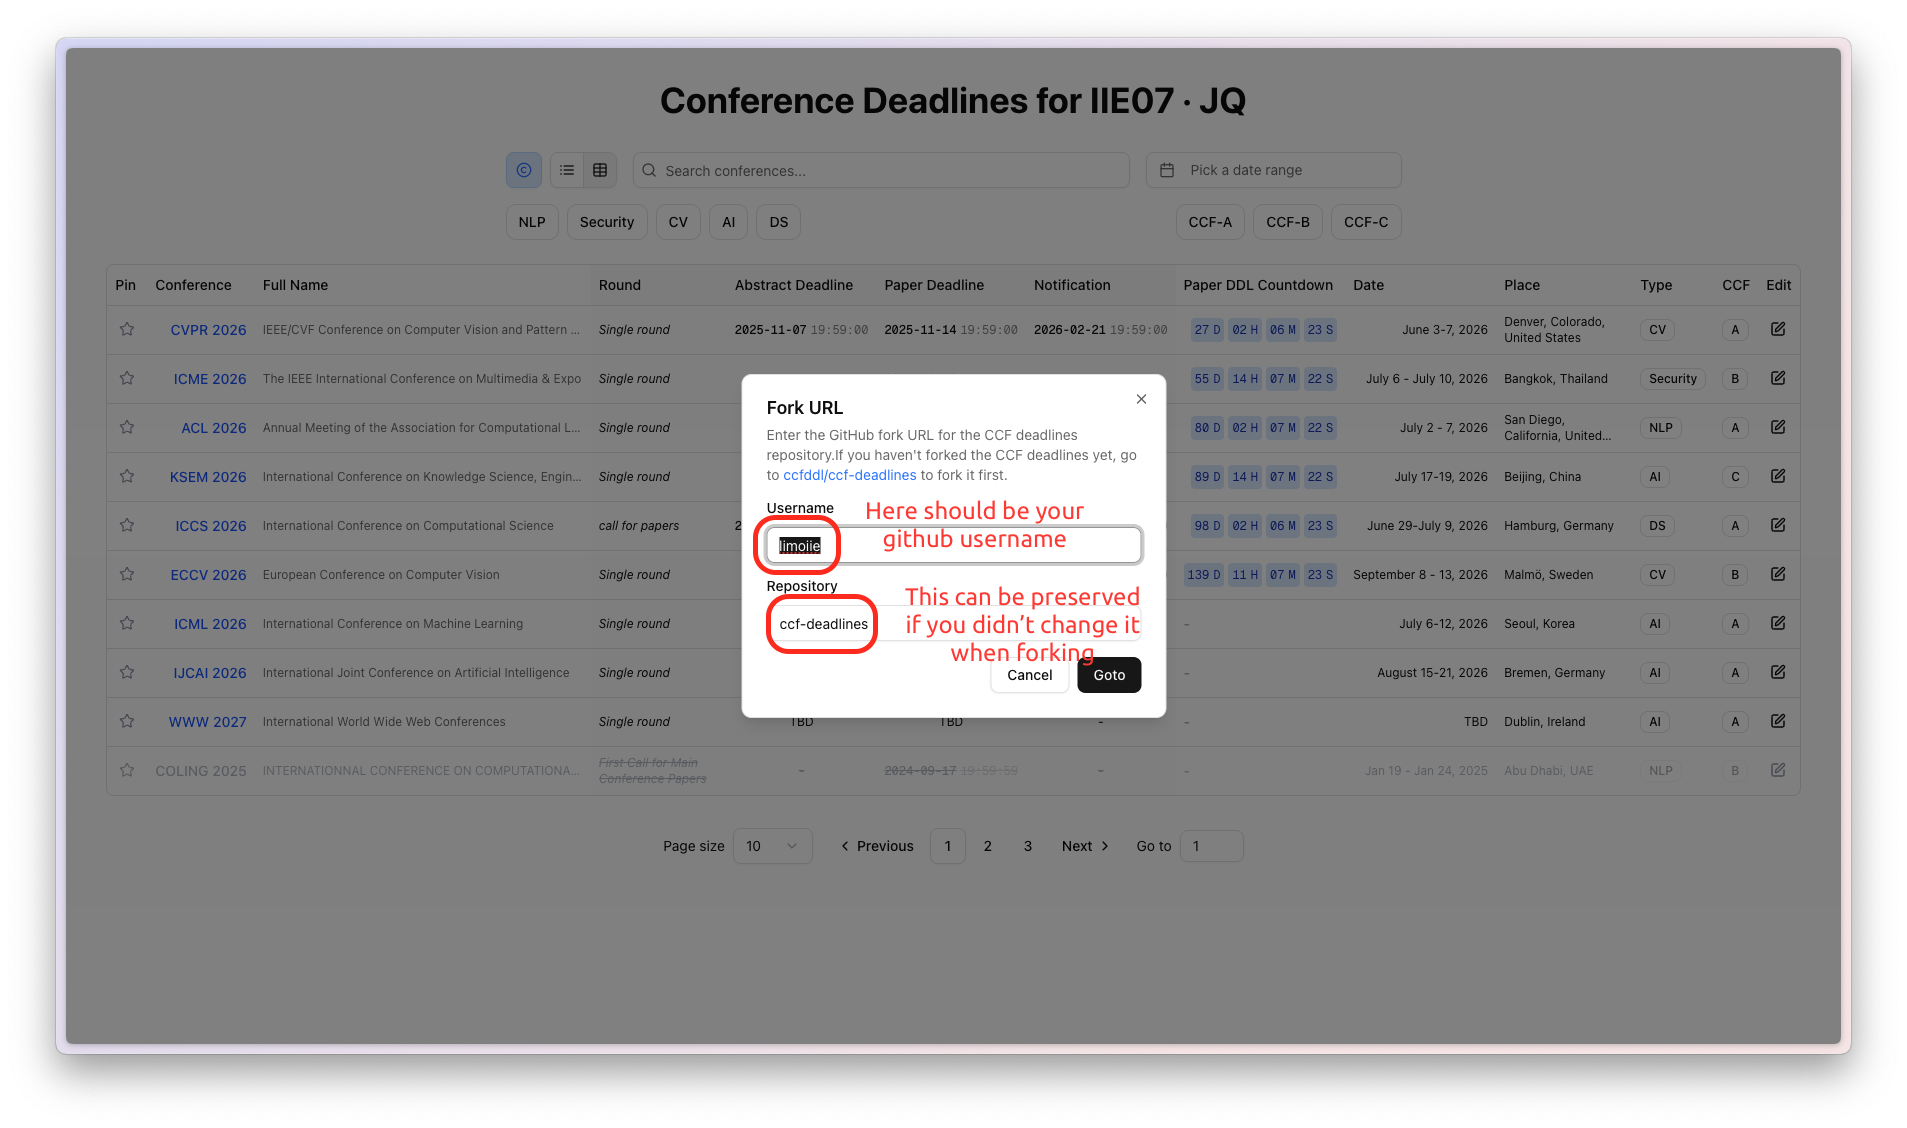 Conference Deadlines for IIE07 · JQ
Search conferences...
Pick a date range
NLP Security CV AI DS CCF-A CCF-B CCF-C
Pin Conference Full Name Round Abstract Deadline Paper Deadline Notification Paper DDL Countdown Date Place Type CCF Edit
CVPR 2026 IEEE/CVF Conference on Computer Vision and Pattern ... Single round 2025-11-07 19:59:00 2025-11-14 19:59:00 2026-02-21 19:59:00 27 D 02 H 06 M 23 S June 3-7, 2026 Denver, Colorado, United States CV A
ICME 2026 The IEEE International Conference on Multimedia & Expo Single round 55 D 14 H 07 M 22 S July 6 - July 10, 2026 Bangkok, Thailand Security B
ACL 2026 Annual Meeting of the Association for Computational L... Single round 80 D 02 H 07 M 22 S July 2 - 7, 2026 San Diego, California, United... NLP A
KSEM 2026 International Conference on Knowledge Science, Engin... Single round 89 D 14 H 07 M 22 S July 17-19, 2026 Beijing, China AI C
ICCS 2026 International Conference on Computational Science call for papers 2 98 D 02 H 06 M 23 S June 29-July 9, 2026 Hamburg, Germany DS A
ECCV 2026 European Conference on Computer Vision Single round 139 D 11 H 07 M 23 S September 8 - 13, 2026 Malmö, Sweden CV B
ICML 2026 International Conference on Machine Learning Single round - July 6-12, 2026 Seoul, Korea AI A
IJCAI 2026 International Joint Conference on Artificial Intelligence Single round - August 15-21, 2026 Bremen, Germany AI A
WWW 2027 International World Wide Web Conferences Single round TBD TBD - - TBD Dublin, Ireland AI A
COLING 2025 INTERNATIONNAL CONFERENCE ON COMPUTATIONA... First Call for Main Conference Papers - 2024-09-17 19:59:59 - - Jan 19 - Jan 24, 2025 Abu Dhabi, UAE NLP B
Fork URL
Enter the GitHub fork URL for the CCF deadlines
repository.If you haven't forked the CCF deadlines yet, go
to ccfddl/ccf-deadlines to fork it first.
Username
limoiie
Here should be your
github username
Repository
ccf-deadlines
This can be preserved
if you didn't change it
when forking
Cancel Goto
Page size 10 Previous 1 2 3 Next Go to 1